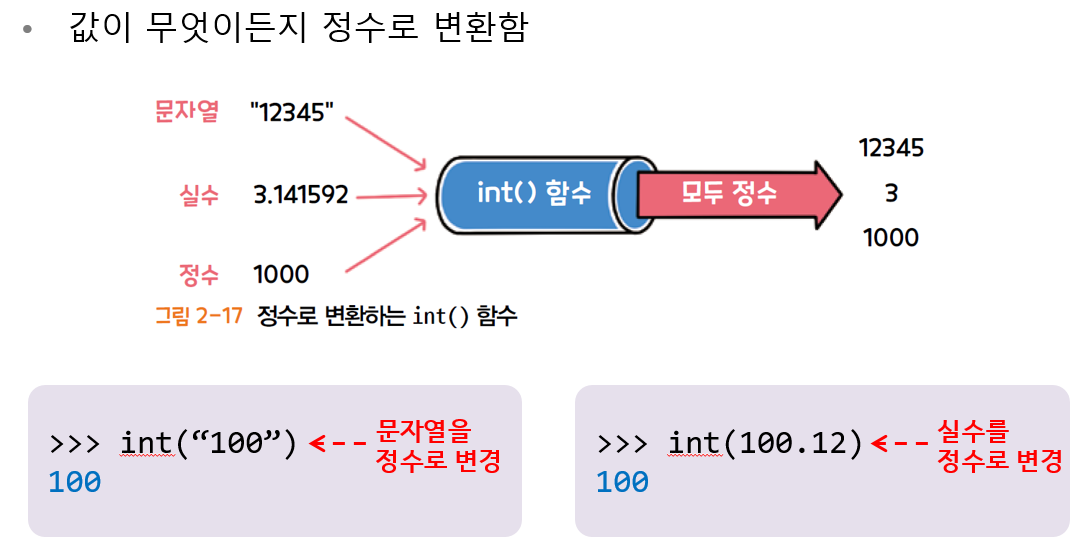 • 값이 무엇이든지 정수로 변환함
문자열 "12345"
실수 3.141592
정수 1000
int() 함수
모두 정수
12345
3
1000
그림 2-17 정수로 변환하는 int() 함수
>>> int(“100”)
문자열을
정수로 변경
100
>>> int(100.12)
실수를
정수로 변경
100